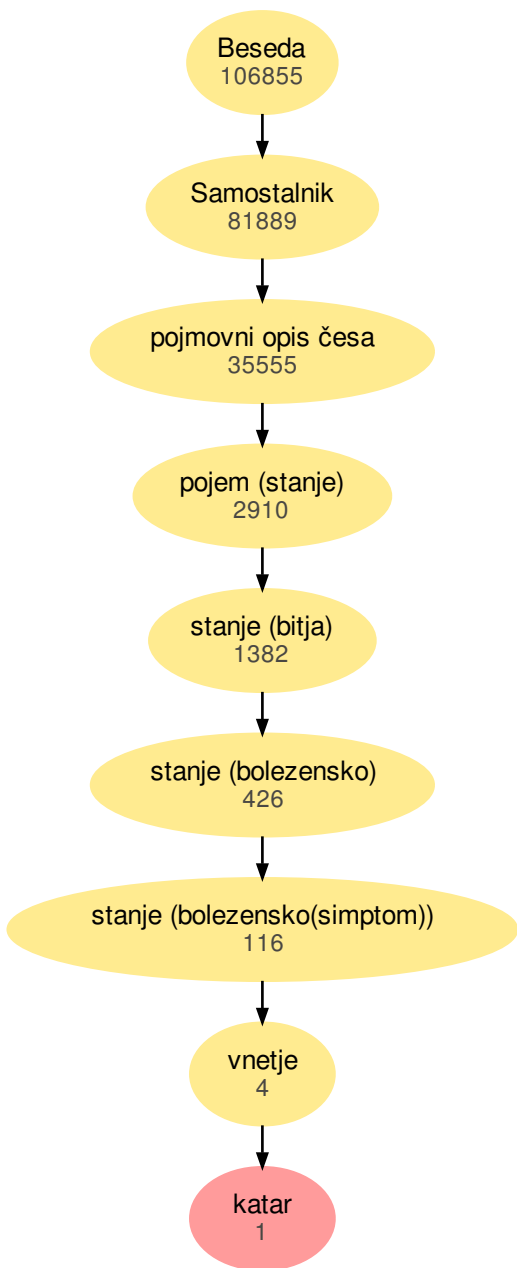 Beseda
106855
Samostalnik
81889
pojmovni opis česa
35555
pojem (stanje)
2910
stanje (bitja)
1382
stanje (bolezensko)
426
stanje (bolezensko(simptom))
116
vnetje
4
katar
1